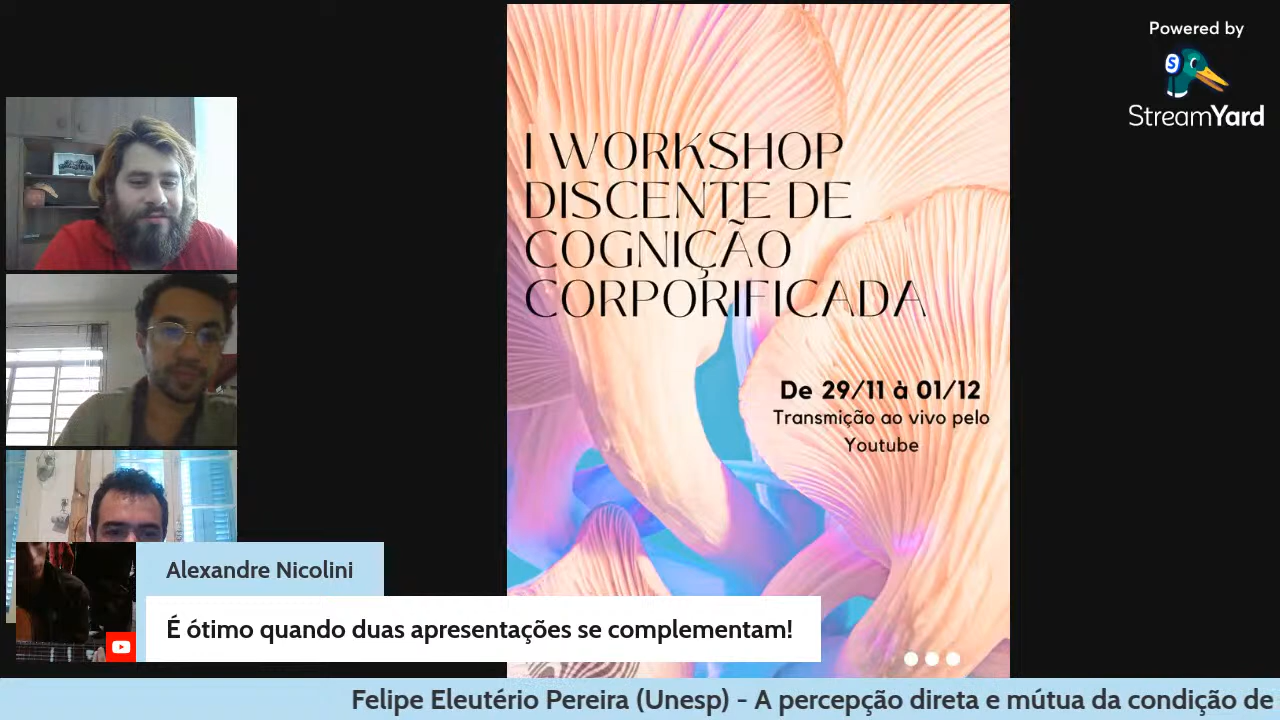 Powered by
StreamYard
I WORKSHOP
DISCENTE DE
COGNIÇÃO
CORPORIFICADA
De 29/11 à 01/12
Transmição ao vivo pelo
Youtube
Alexandre Nicolini
É ótimo quando duas apresentações se complementam!
Felipe Eleutério Pereira (Unesp) - A percepção direta e mútua da condição de